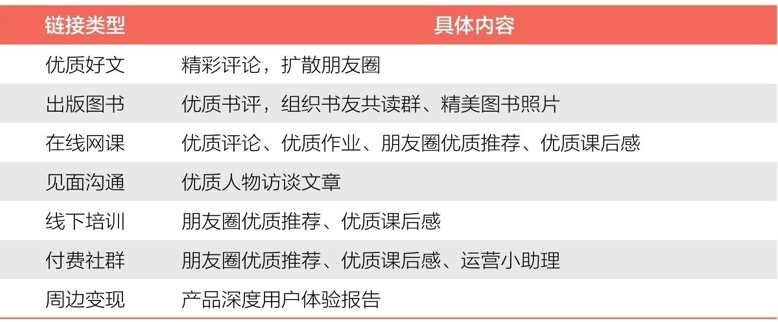 链接类型 具体内容
优质好文 精彩评论，扩散朋友圈
出版图书 优质书评，组织书友共读群、精美图书照片
在线网课 优质评论、优质作业、朋友圈优质推荐、优质课后感
见面沟通 优质人物访谈文章
线下培训 朋友圈优质推荐、优质课后感
付费社群 朋友圈优质推荐、优质课后感、运营小助理
周边变现 产品深度用户体验报告